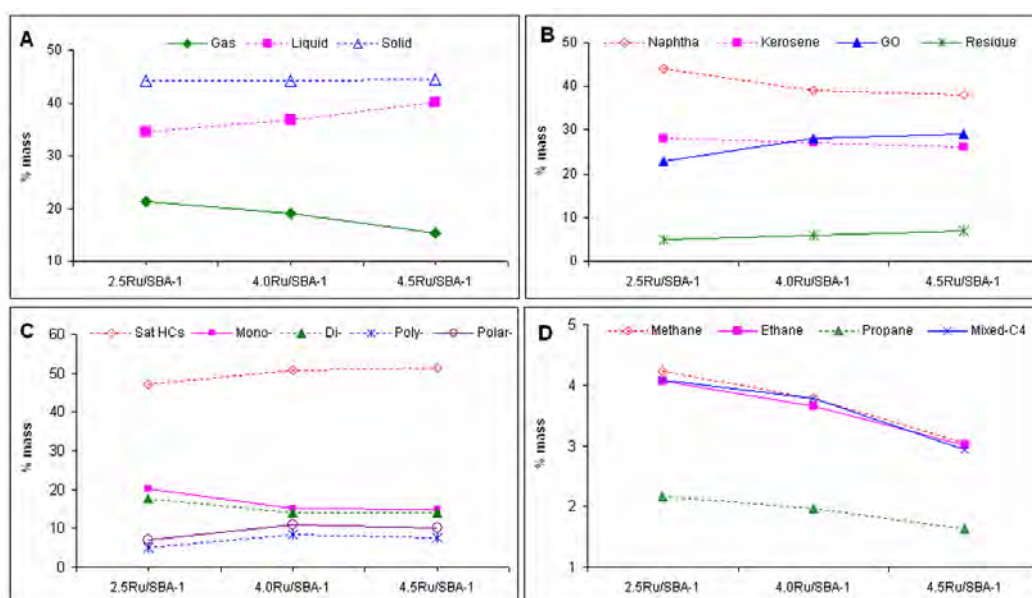 A
Gas Liquid Solid
50
40
30
20
10
% mass
2.5Ru/SBA-1 4.0Ru/SBA-1 4.5Ru/SBA-1
B
Naphtha Kerosene GO Residue
50
40
30
20
10
0
% mass
2.5Ru/SBA-1 4.0Ru/SBA-1 4.5Ru/SBA-1
C
Sat HCs Mono- Di- Poly- Polar-
60
50
40
30
20
10
0
% mass
2.5Ru/SBA-1 4.0Ru/SBA-1 4.5Ru/SBA-1
D
Methane Ethane Propane Mixed-C4
5
4
3
2
1
% mass
2.5Ru/SBA-1 4.0Ru/SBA-1 4.5Ru/SBA-1